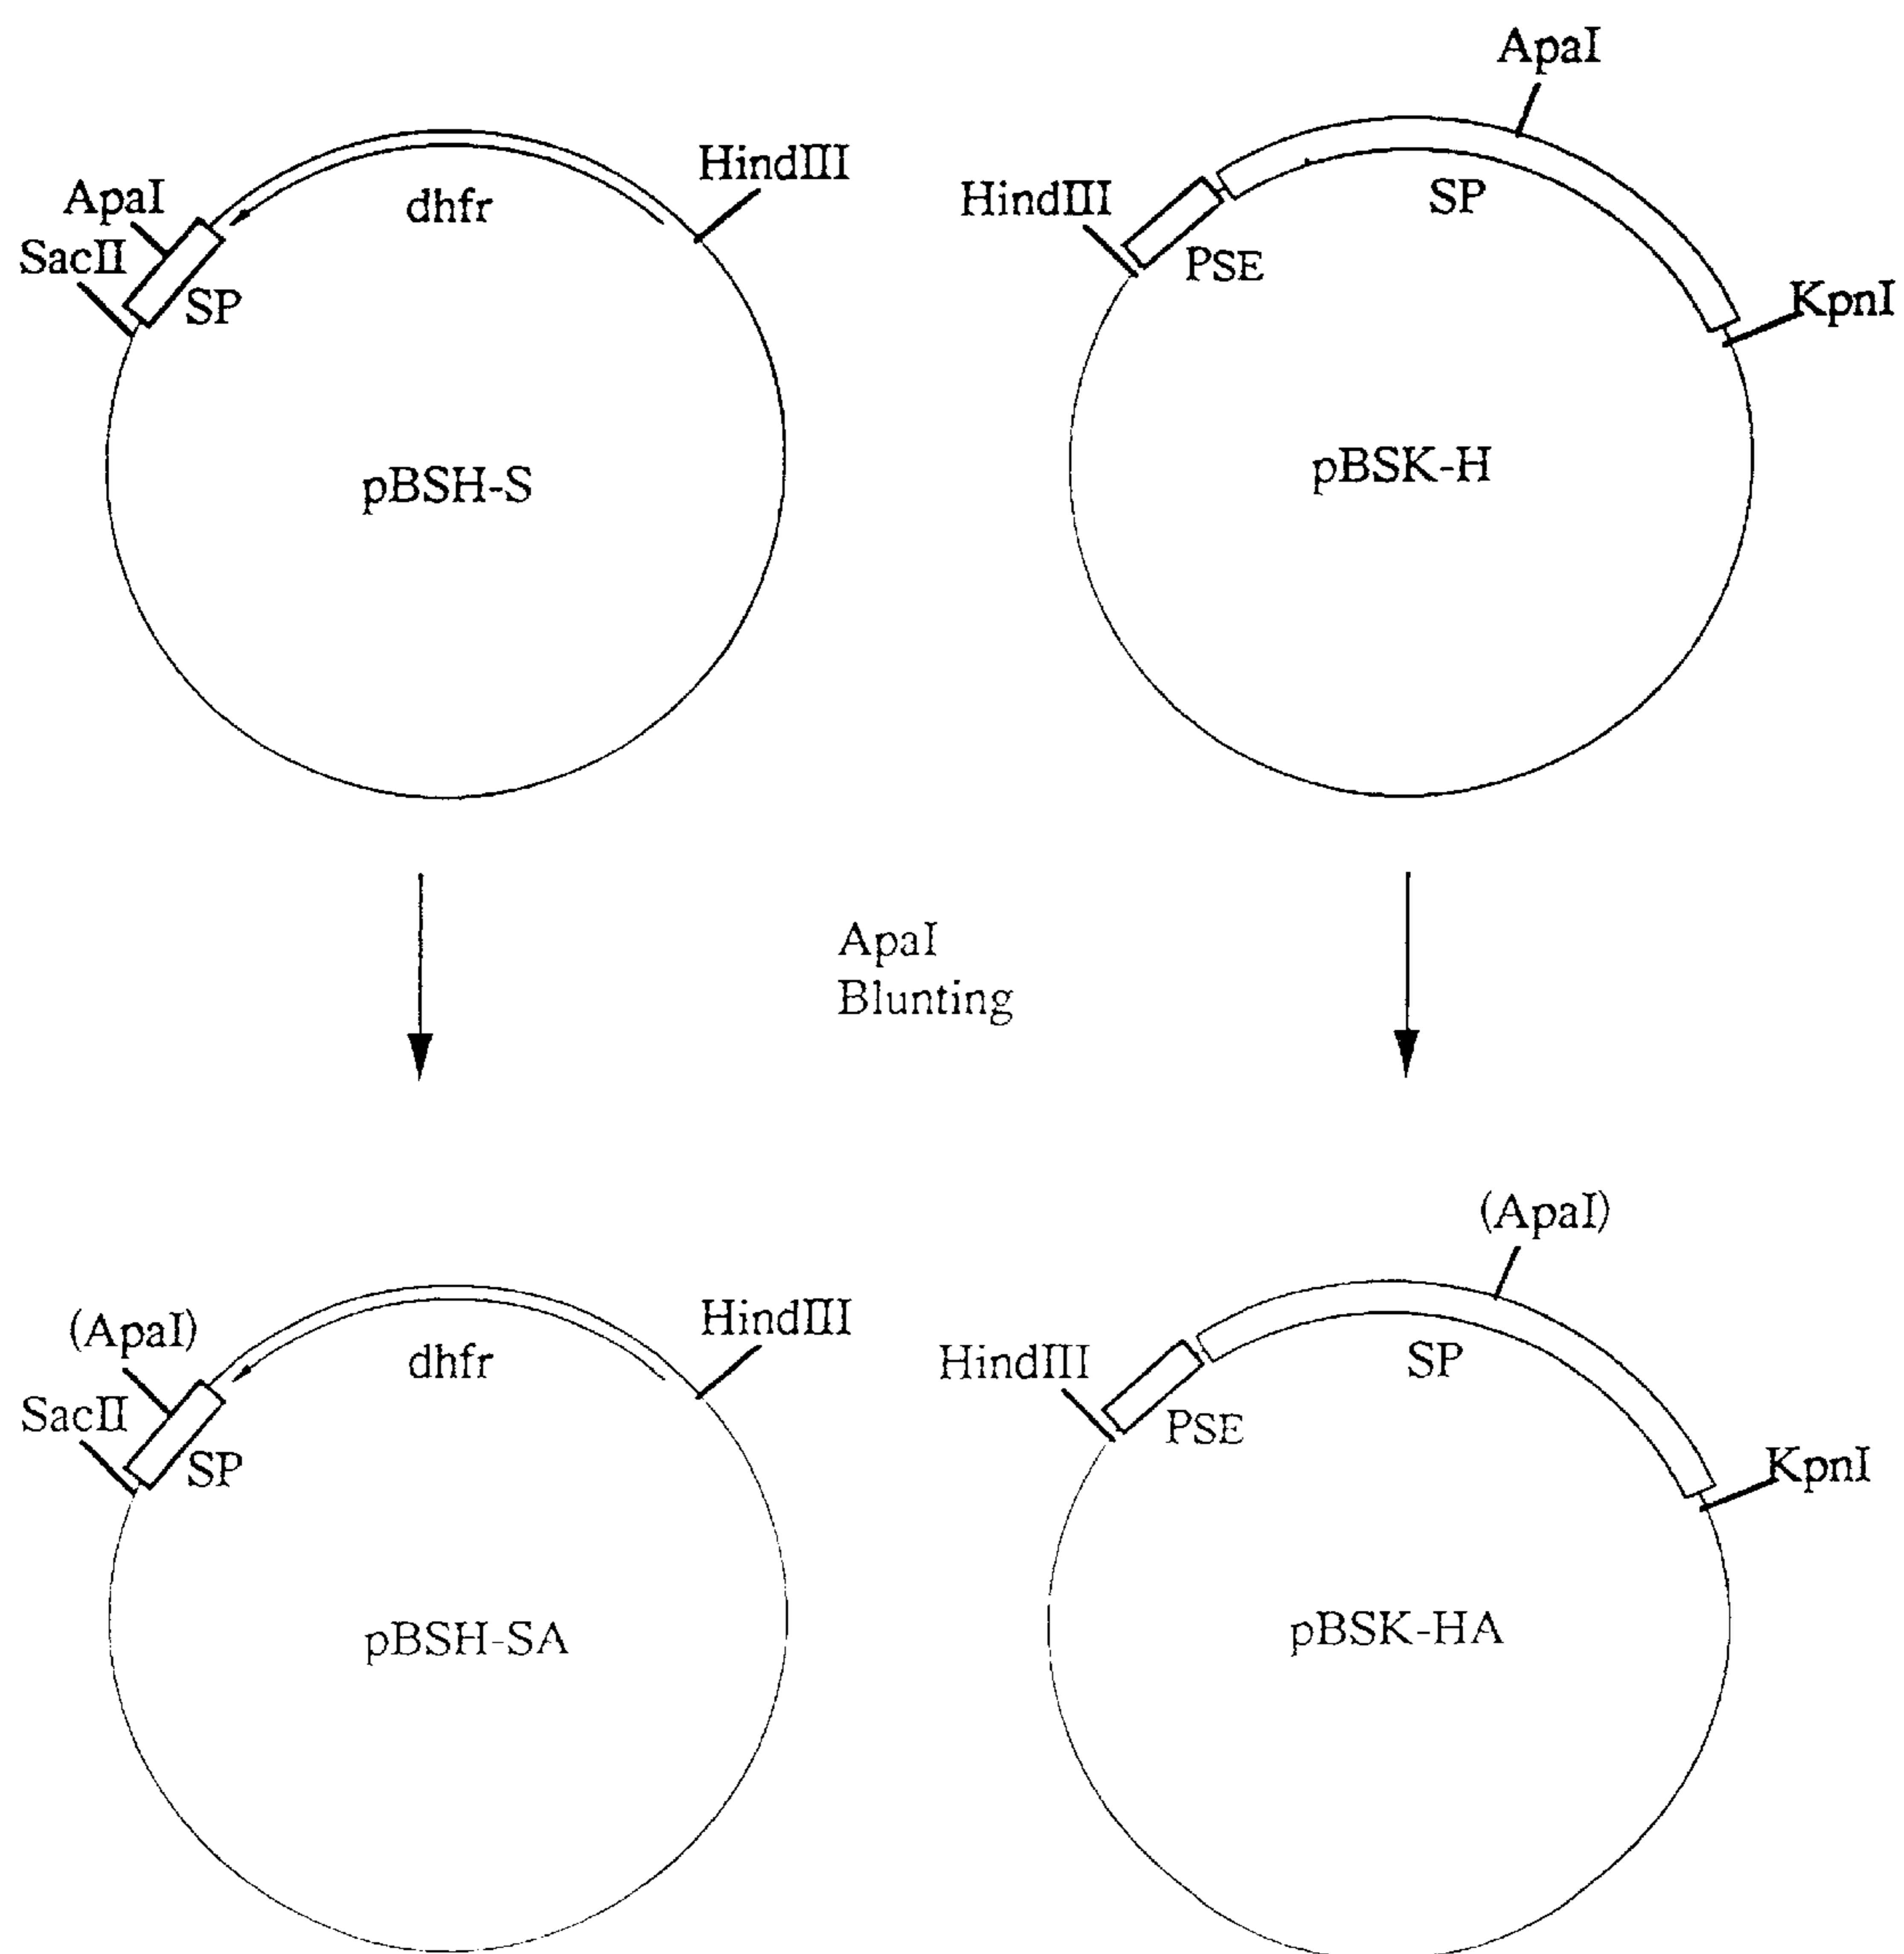 ApaI
HindIII
ApaI
dhfr
HindIII
SP
SacII
PSE
SP
KpnI
pBSH-S
pBSK-H
ApaI
Blunting
(ApaI)
(ApaI)
HindIII
dhfr
HindIII
SP
SacII
PSE
SP
KpnI
pBSH-SA
pBSK-HA